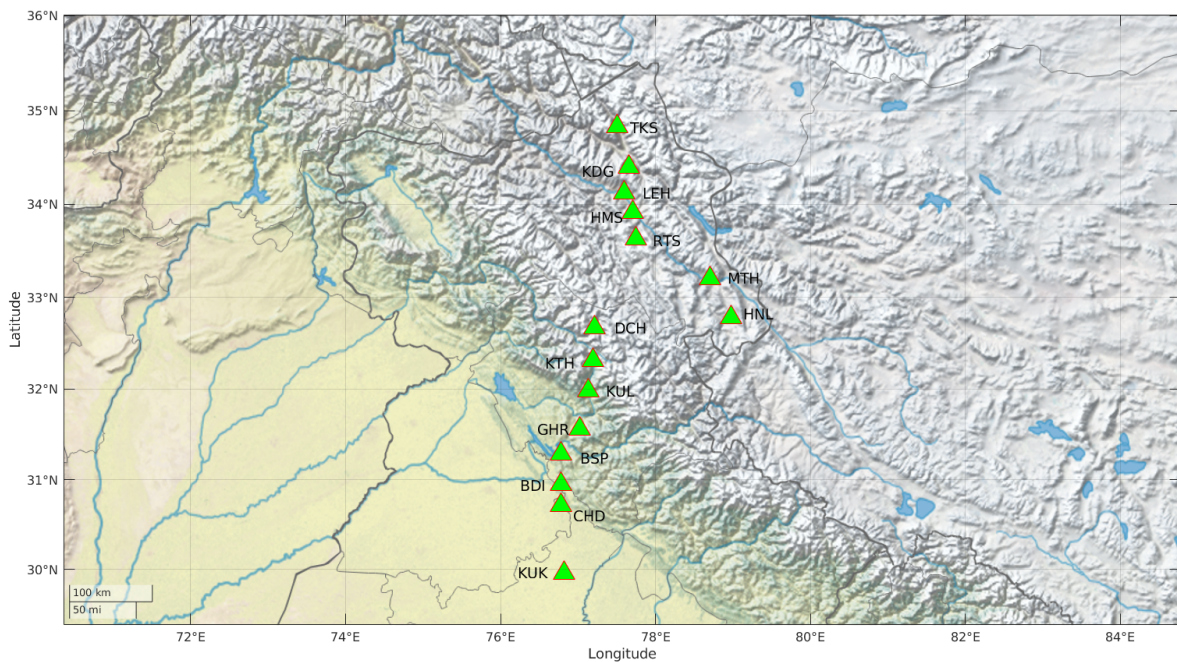 36°N
35°N
34°N
33°N
32°N
31°N
30°N
Latitude
TKS
KDG
LEH
HMS
RTS
MTH
HNL
DCH
KTH
KUL
GHR
BSP
BDI
CHD
KUK
100 km
50 mi
72°E
74°E
76°E
78°E
80°E
82°E
84°E
Longitude